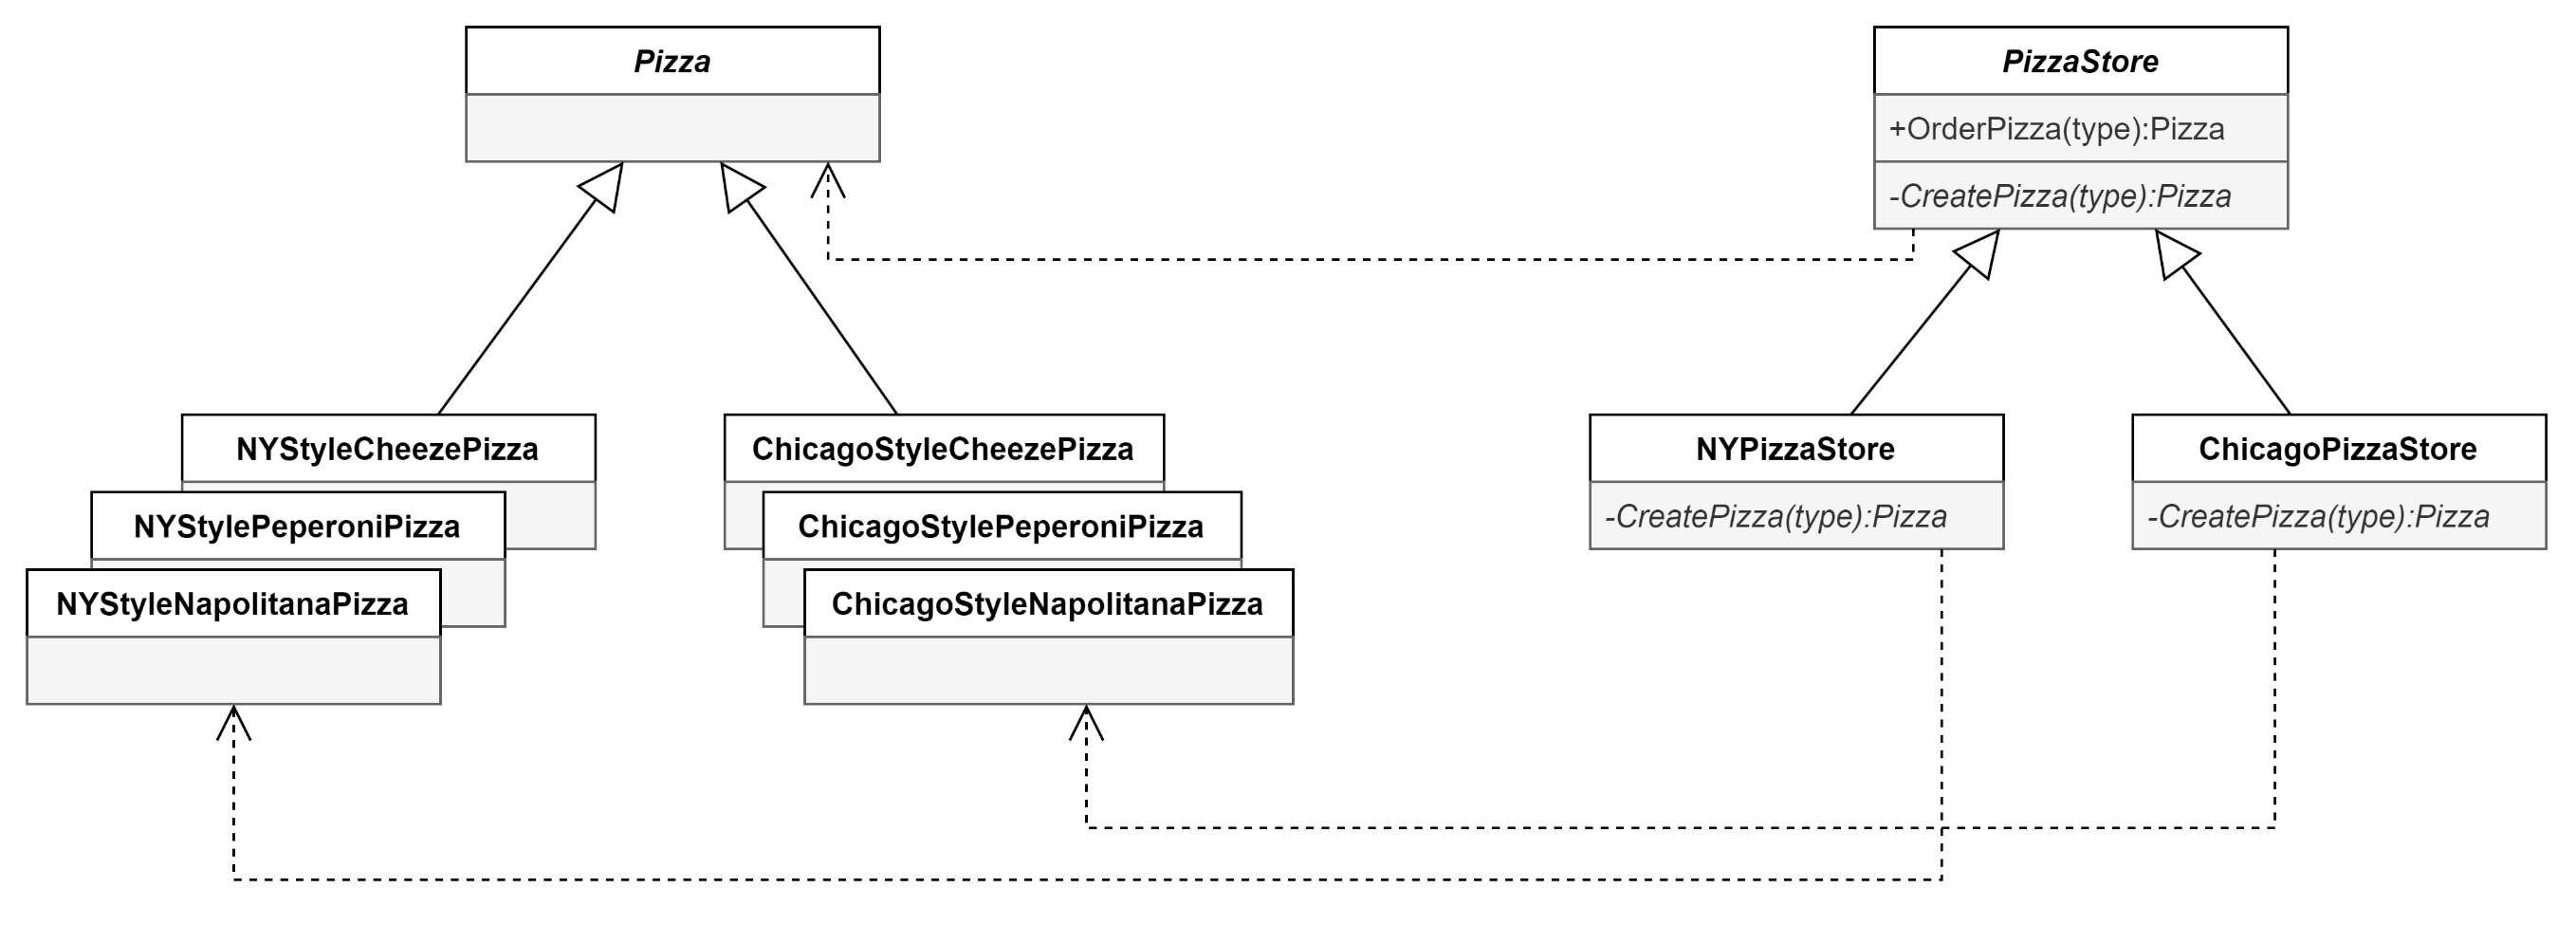 Pizza
PizzaStore
+OrderPizza(type):Pizza
-CreatePizza(type):Pizza
NYStyleCheezePizza
ChicagoStyleCheezePizza
NYPizzaStore
ChicagoPizzaStore
NYStylePeperoniPizza
ChicagoStylePeperoniPizza
-CreatePizza(type):Pizza
-CreatePizza(type):Pizza
NYStyleNapolitanaPizza
ChicagoStyleNapolitanaPizza